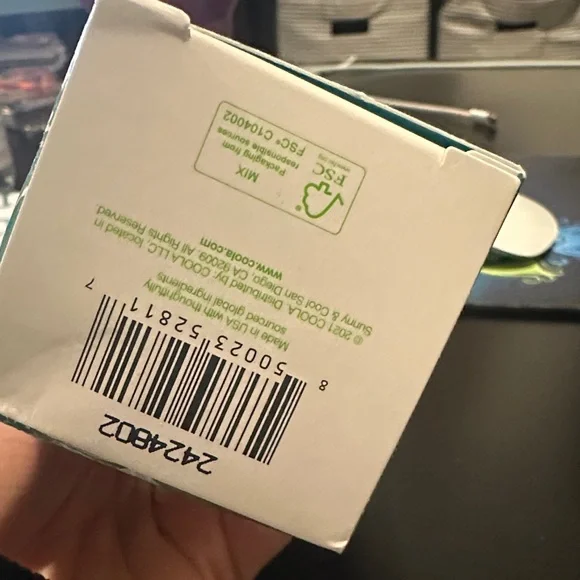 2424802
8 50023 52811 7
Made in USA with thoughtfully
sourced global ingredients
© 2021 COOLA. Distributed by: COOLA LLC, located in
Sunny & Cool San Diego, CA 92009. All Rights Reserved.
www.coola.com
FSC
MIX
Packaging from
responsible sources
FSC® C104002